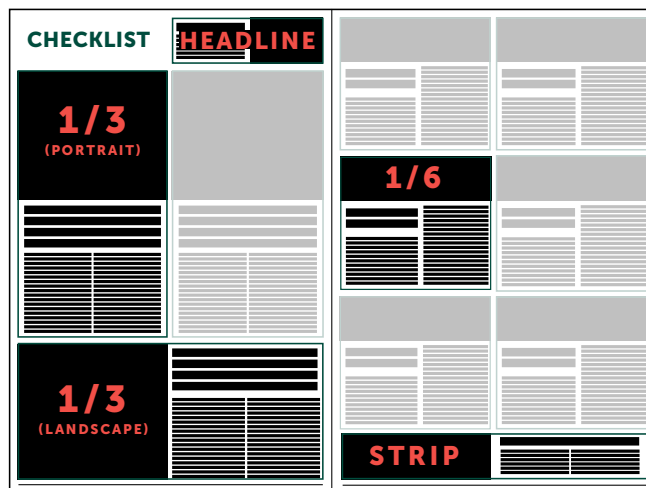 CHECKLIST
HEADLINE
1/3
(PORTRAIT)
1/3
(LANDSCAPE)
1/6
STRIP